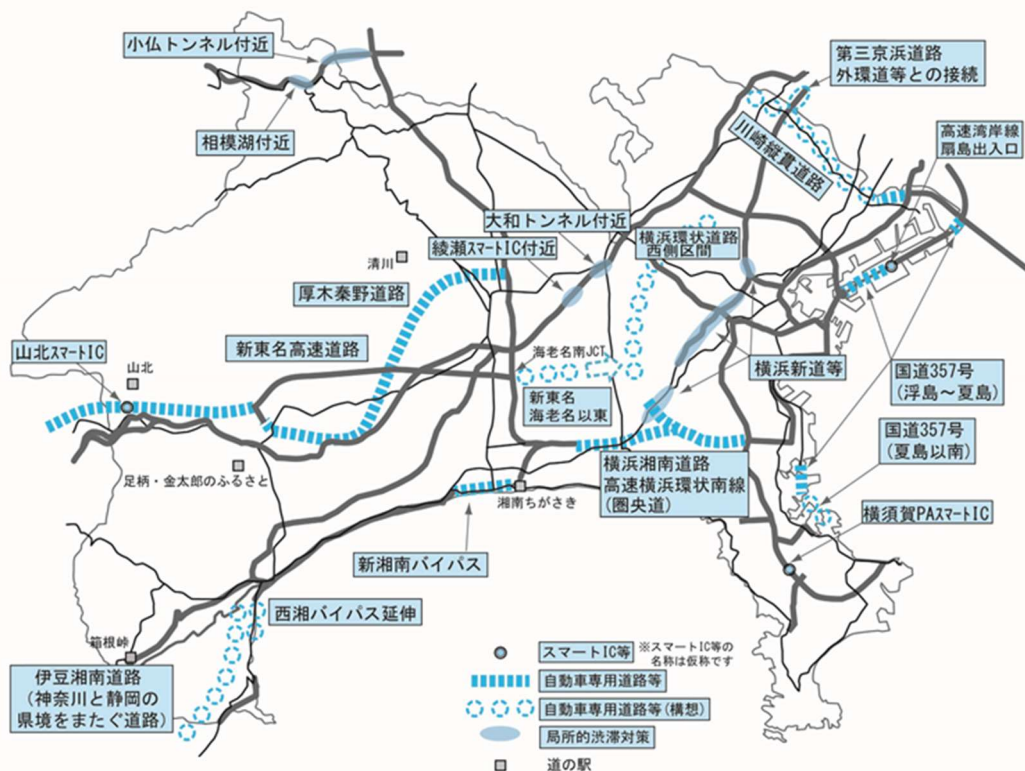 小仏トンネル付近
相模湖付近
第三京浜道路
外環道等との接続
川崎縦貫道路
高速湾岸線
扇島出入口
大和トンネル付近
綾瀬スマートIC付近
横浜環状道路
西側区間
清川
厚木秦野道路
新東名高速道路
山北スマートIC
山北
海老名南JCT
新東名
海老名以東
横浜新道等
国道357号
(浮島～夏島)
国道357号
(夏島以南)
足柄・金太郎のふるさと
湘南ちがさき
横浜湘南道路
高速横浜環状南線
(圏央道)
横須賀PAスマートIC
新湘南バイパス
西湘バイパス延伸
箱根峠
伊豆湘南道路
(神奈川と静岡の
県境をまたぐ道路)
スマートIC等
※スマートIC等の
名称は仮称です
自動車専用道路等
自動車専用道路等(構想)
局所的渋滞対策
道の駅